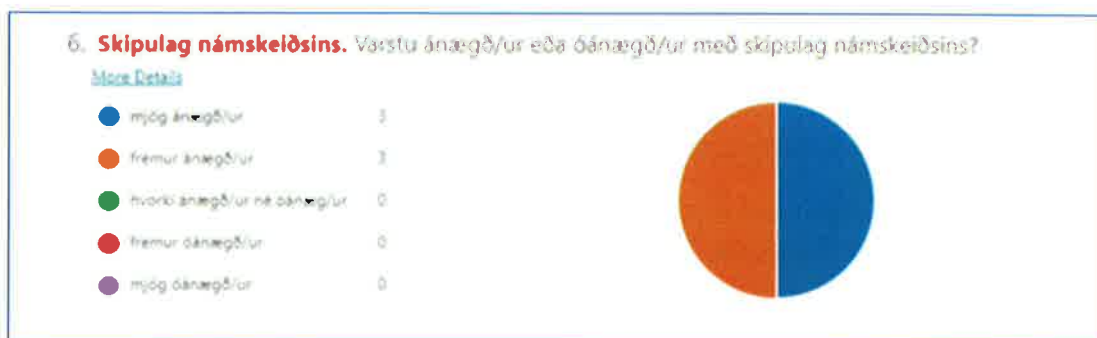 6. Skipulag námskeiðsins. Varstu ánægð/ur eða óánægð/ur með skipulag námskeiðsins?
More Details
mjög ánægð/ur 3
fremur ánægð/ur 3
hvorki ánægð/ur né óánæg/ur 0
fremur óánægð/ur 0
mjög óánægð/ur 0